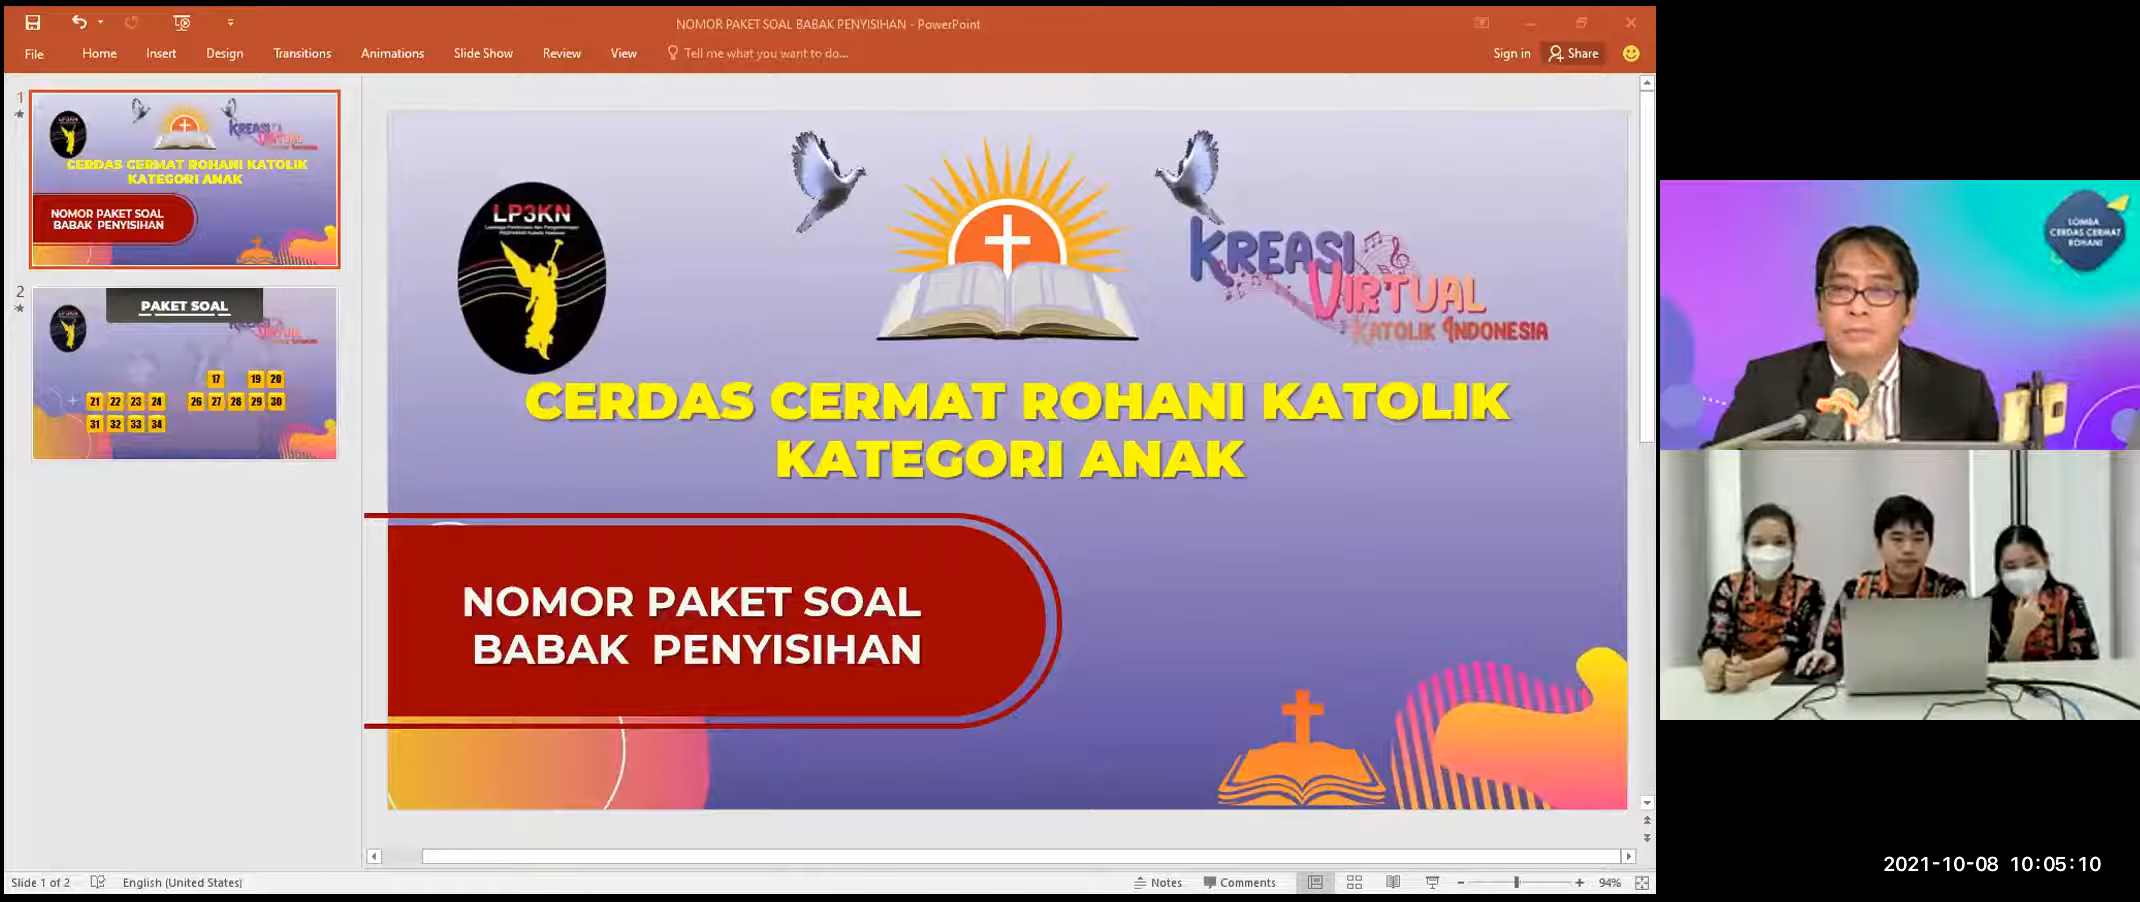 NOMOR PAKET SOAL BABAK PENYISIHAN - PowerPoint
File Home Insert Design Transitions Animations Slide Show Review View Tell me what you want to do... Sign in Share
1
LP3KN
KREASI
VIRTUAL
CERDAS CERMAT ROHANI KATOLIK
KATEGORI ANAK
NOMOR PAKET SOAL
BABAK PENYISIHAN
2
PAKET SOAL
17 19 20
21 22 23 24 26 27 28 29 30
31 32 33 34
LP3KN
KREASI
VIRTUAL
KATOLIK INDONESIA
CERDAS CERMAT ROHANI KATOLIK
KATEGORI ANAK
NOMOR PAKET SOAL
BABAK PENYISIHAN
LOMBA
CERDAS CERMAT
ROHANI
2021-10-08 10:05:10
Slide 1 of 2 English (United States) Notes Comments 94%